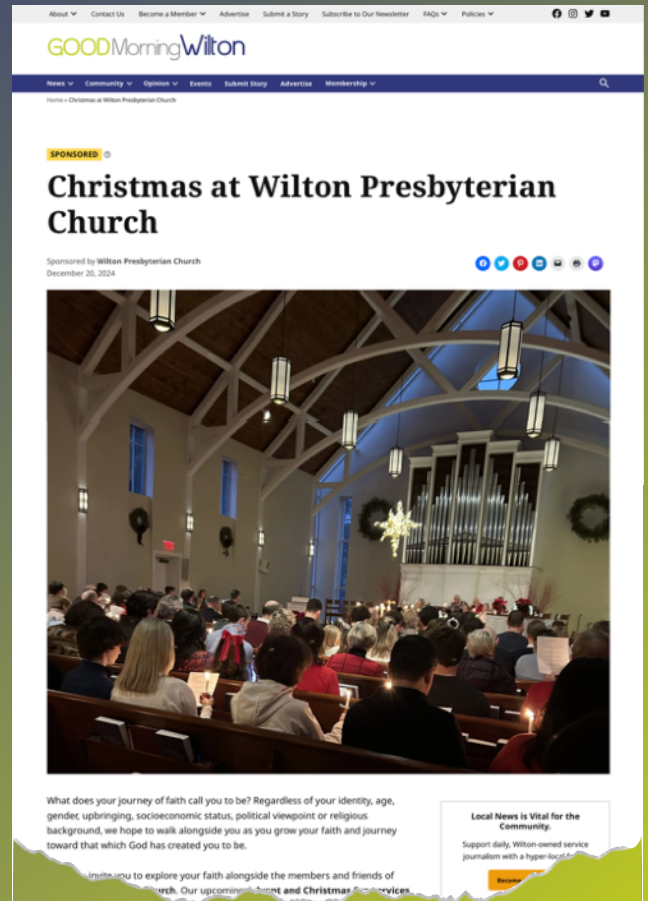 About Contact Us Become a Member Advertise Submit a Story Subscribe to Our Newsletter FAQs Policies
GOODMorningWilton
News Community Opinion Events Submit Story Advertise Membership
Home » Christmas at Wilton Presbyterian Church
SPONSORED
Christmas at Wilton Presbyterian
Church
Sponsored by Wilton Presbyterian Church
December 20, 2024
What does your journey of faith call you to be? Regardless of your identity, age,
gender, upbringing, socioeconomic status, political viewpoint or religious
background, we hope to walk alongside you as you grow your faith and journey
toward that which God has created you to be.
invite you to explore your faith alongside the members and friends of
Our upcoming and Christmas
Local News is Vital for the
Community.
Support daily, Wilton-owned service
journalism with a hyper-local
Become